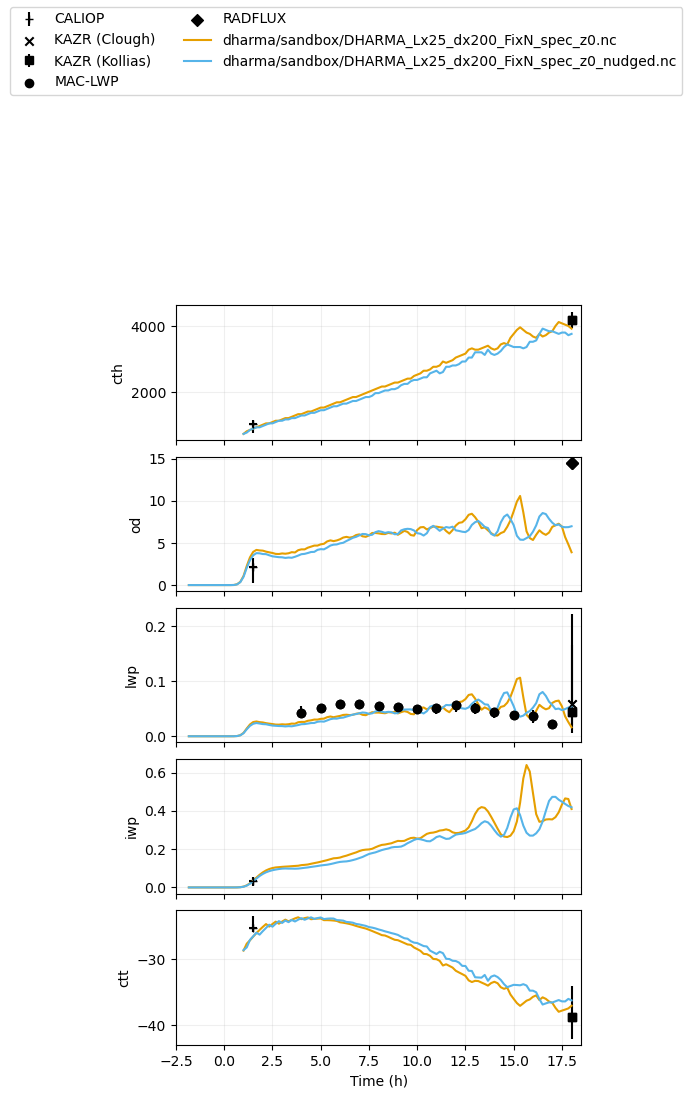 CALIOP
KAZR (Clough)
KAZR (Kollias)
MAC-LWP
RADFLUX
dharma/sandbox/DHARMA_Lx25_dx200_FixN_spec_z0.nc
dharma/sandbox/DHARMA_Lx25_dx200_FixN_spec_z0_nudged.nc
4000
2000
cth
15
10
5
0
od
0.2
0.1
0.0
lwp
0.6
0.4
0.2
0.0
iwp
−30
−40
ctt
−2.5 0.0 2.5 5.0 7.5 10.0 12.5 15.0 17.5
Time (h)